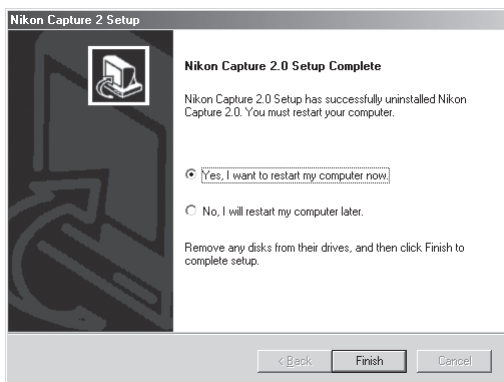 Nikon Capture 2 Setup
Nikon Capture 2.0 Setup Complete
Nikon Capture 2.0 Setup has successfully uninstalled Nikon
Capture 2.0. You must restart your computer.
Yes, I want to restart my computer now.
No, I will restart my computer later.
Remove any disks from their drives, and then click Finish to
complete setup.
< Back Finish Cancel